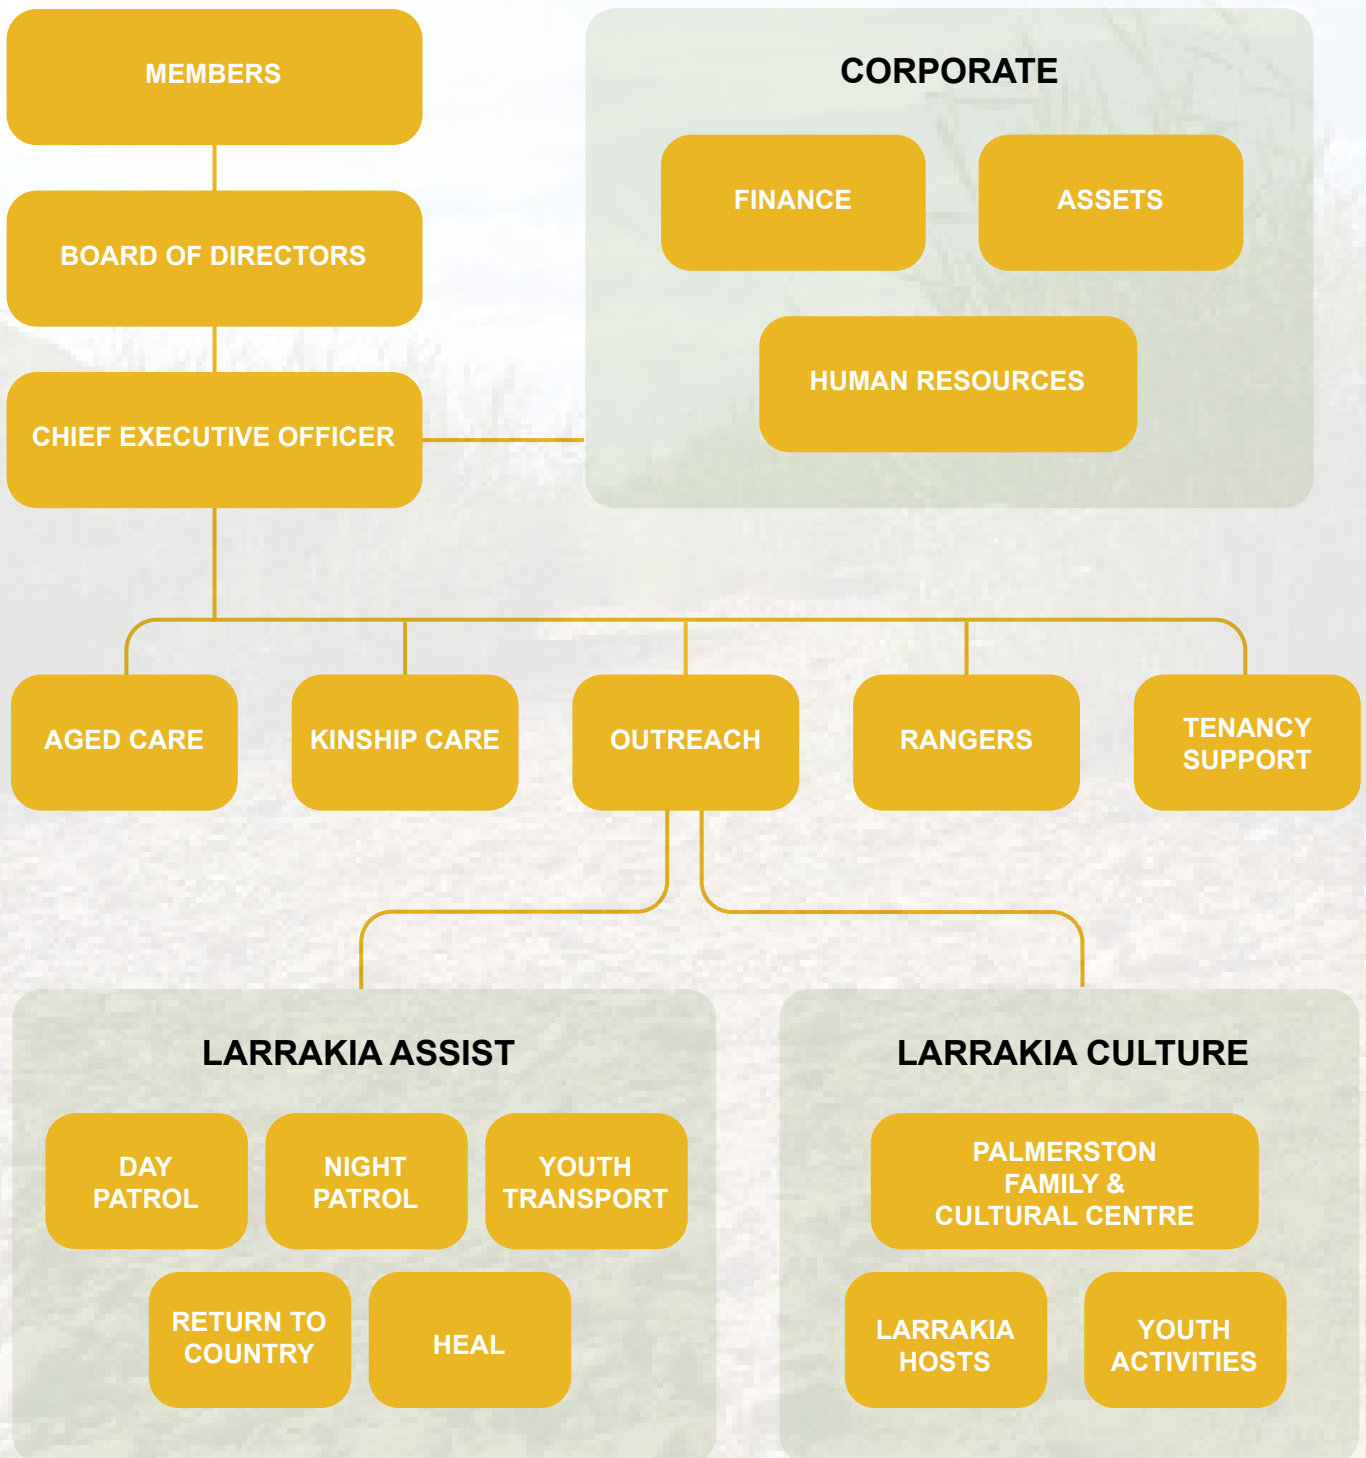 MEMBERS
BOARD OF DIRECTORS
CHIEF EXECUTIVE OFFICER
CORPORATE
FINANCE
ASSETS
HUMAN RESOURCES
AGED CARE
KINSHIP CARE
OUTREACH
RANGERS
TENANCY
SUPPORT
LARRAKIA ASSIST
DAY
PATROL
NIGHT
PATROL
YOUTH
TRANSPORT
RETURN TO
COUNTRY
HEAL
LARRAKIA CULTURE
PALMERSTON
FAMILY &
CULTURAL CENTRE
LARRAKIA
HOSTS
YOUTH
ACTIVITIES